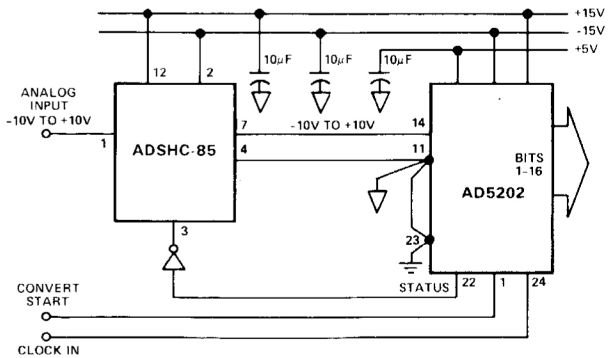 +15V
-15V
+5V
10µF
10µF
10µF
12
2
ANALOG
INPUT
-10V TO +10V
1
ADSHC-85
7
-10V TO +10V
14
4
11
BITS
1-16
AD5202
3
23
STATUS
22
1
24
CONVERT
START
CLOCK IN